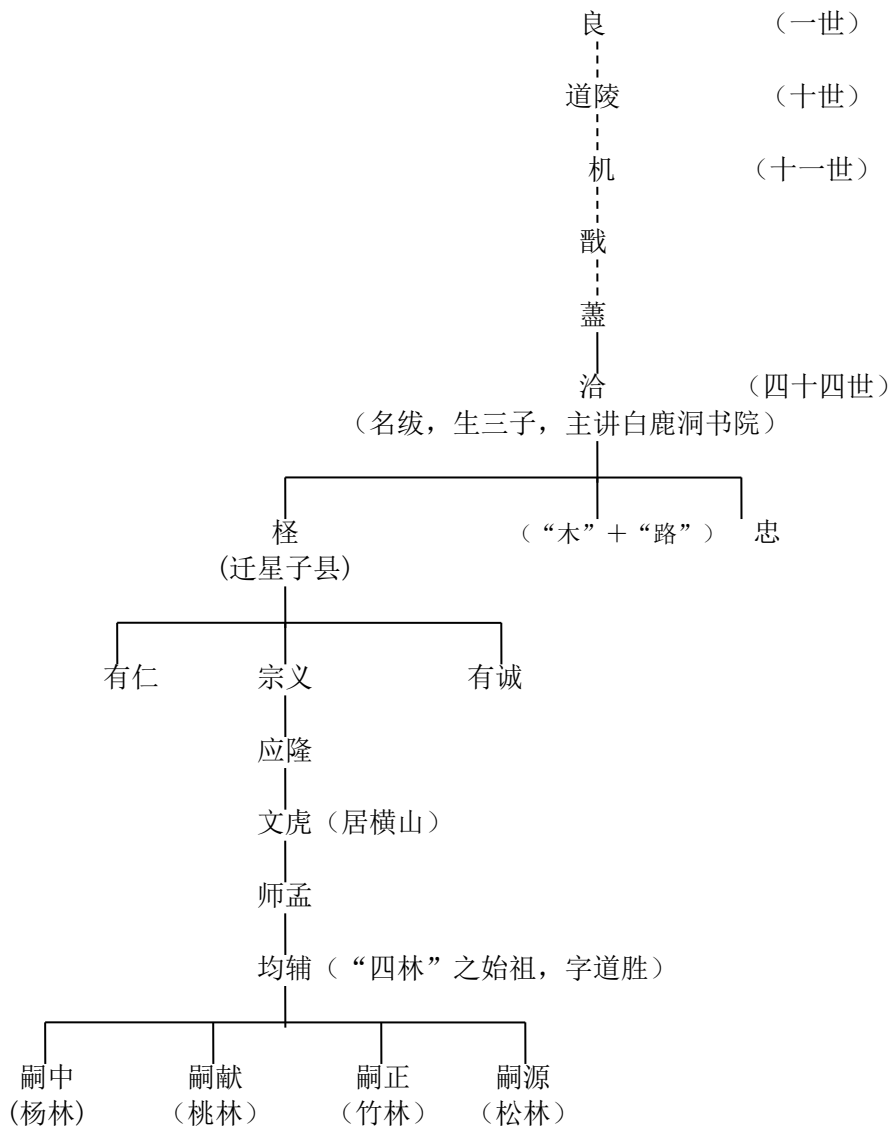 良 （一世）
道陵 （十世）
机 （十一世）
戬
藎
洽 （四十四世）
（名绂，生三子，主讲白鹿洞书院）
柽 （“木”＋“路”） 忠
(迁星子县)
有仁 宗义 有诚
应隆
文虎（居横山）
师孟
均辅（“四林”之始祖，字道胜）
嗣中 嗣献 嗣正 嗣源
(杨林) （桃林） （竹林） （松林）